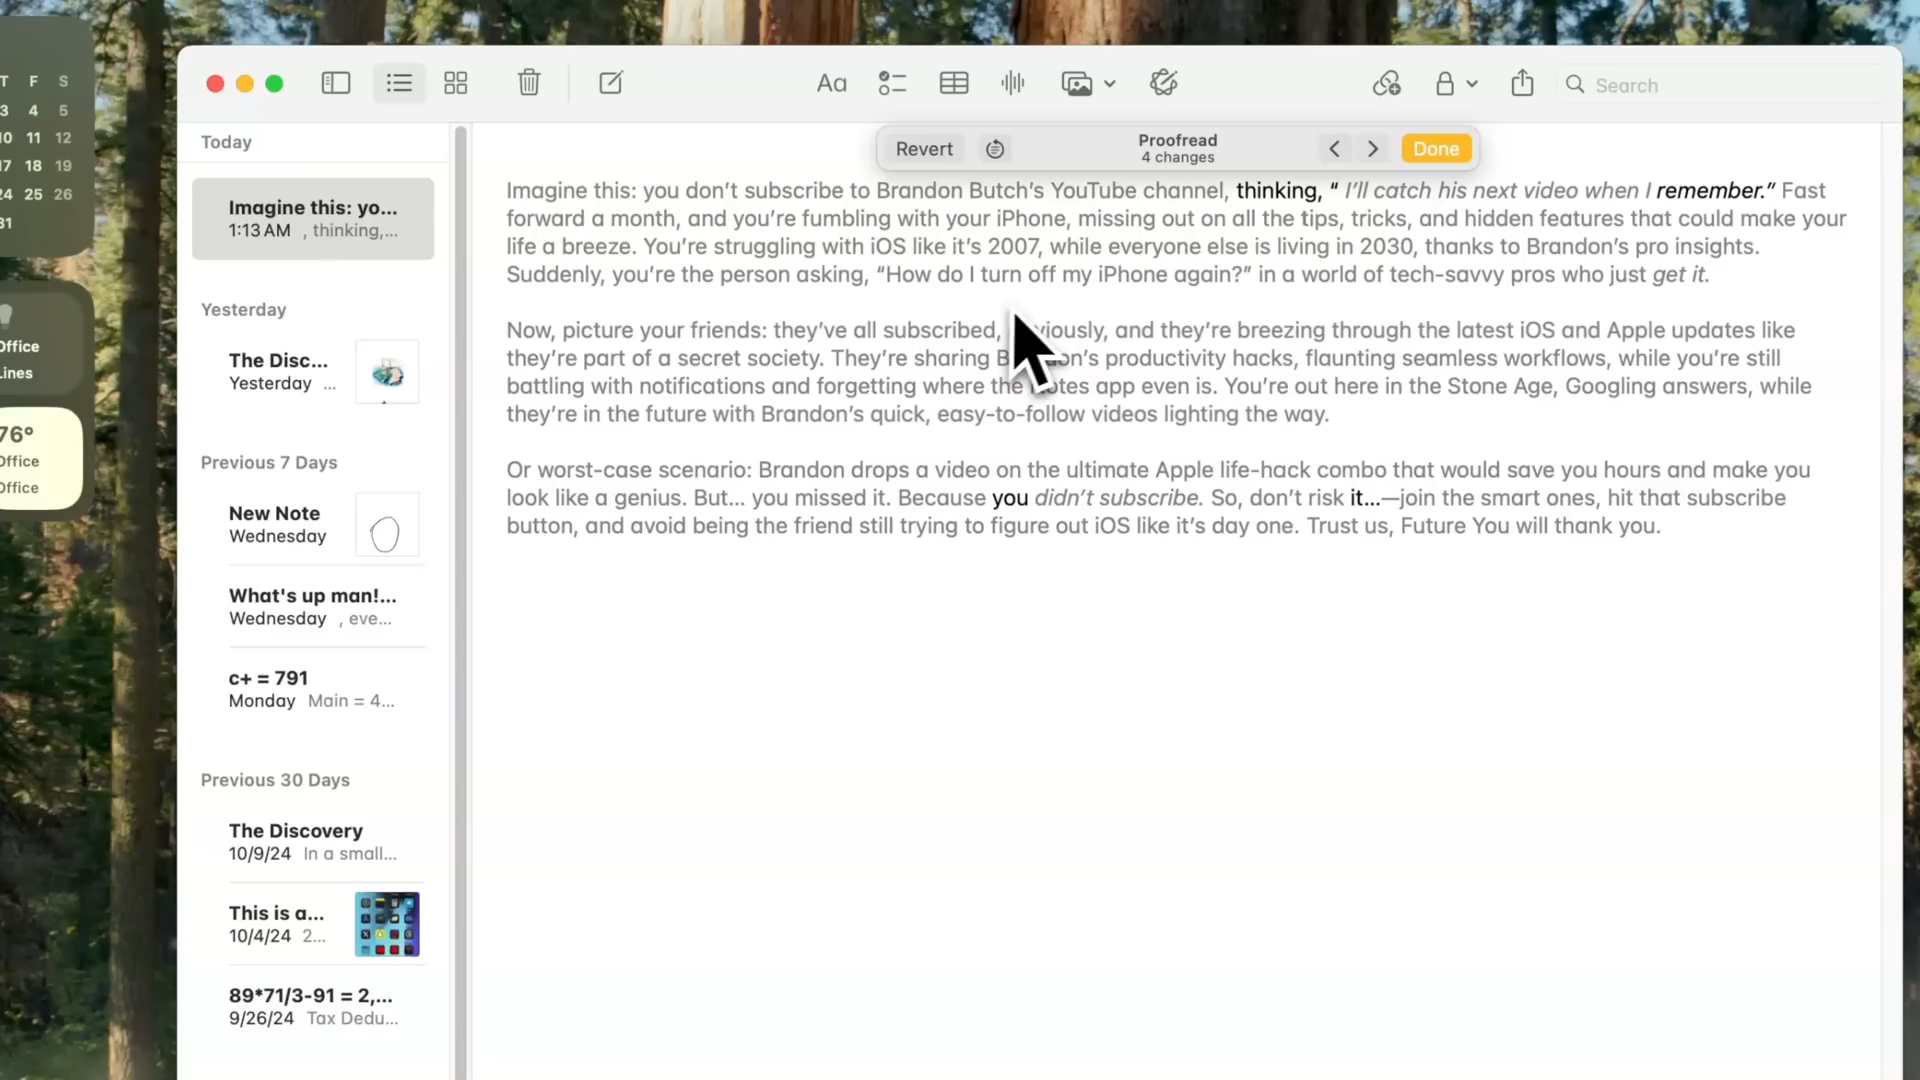 T F S
3 4 5
10 11 12
17 18 19
24 25 26
31
Office
Lines
76°
Office
Office
Search
Today
Imagine this: yo...
1:13 AM , thinking,...
Yesterday
The Disc...
Yesterday ...
Previous 7 Days
New Note
Wednesday
What's up man!...
Wednesday , eve...
c+ = 791
Monday Main = 4...
Previous 30 Days
The Discovery
10/9/24 In a small...
This is a...
10/4/24 2...
89*71/3-91 = 2,...
9/26/24 Tax Dedu...
Aa
Revert
Proofread
4 changes
Done
Imagine this: you don’t subscribe to Brandon Butch’s YouTube channel, thinking, “ I’ll catch his next video when I remember.” Fast
forward a month, and you’re fumbling with your iPhone, missing out on all the tips, tricks, and hidden features that could make your
life a breeze. You’re struggling with iOS like it’s 2007, while everyone else is living in 2030, thanks to Brandon’s pro insights.
Suddenly, you’re the person asking, “How do I turn off my iPhone again?” in a world of tech-savvy pros who just get it.
Now, picture your friends: they’ve all subscribed, obviously, and they’re breezing through the latest iOS and Apple updates like
they’re part of a secret society. They’re sharing Brandon’s productivity hacks, flaunting seamless workflows, while you’re still
battling with notifications and forgetting where the Notes app even is. You’re out here in the Stone Age, Googling answers, while
they’re in the future with Brandon’s quick, easy-to-follow videos lighting the way.
Or worst-case scenario: Brandon drops a video on the ultimate Apple life-hack combo that would save you hours and make you
look like a genius. But... you missed it. Because you didn’t subscribe. So, don’t risk it...—join the smart ones, hit that subscribe
button, and avoid being the friend still trying to figure out iOS like it’s day one. Trust us, Future You will thank you.